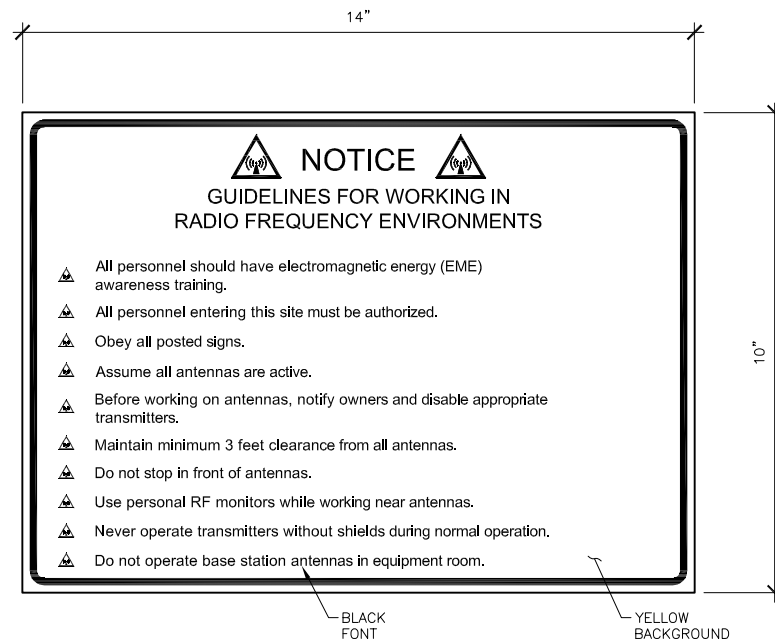 14"
NOTICE
GUIDELINES FOR WORKING IN
RADIO FREQUENCY ENVIRONMENTS
All personnel should have electromagnetic energy (EME)
awareness training.
All personnel entering this site must be authorized.
Obey all posted signs.
Assume all antennas are active.
Before working on antennas, notify owners and disable appropriate
transmitters.
Maintain minimum 3 feet clearance from all antennas.
Do not stop in front of antennas.
Use personal RF monitors while working near antennas.
Never operate transmitters without shields during normal operation.
Do not operate base station antennas in equipment room.
10"
BLACK
FONT
YELLOW
BACKGROUND